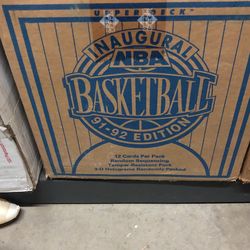 UPPER DECK
INAUGURAL
NBA
BASKETBALL
91-92 EDITION
12 Cards Per Pack
Random Sequencing
Tamper Resistant Pack
3-D Holograms Randomly Packed